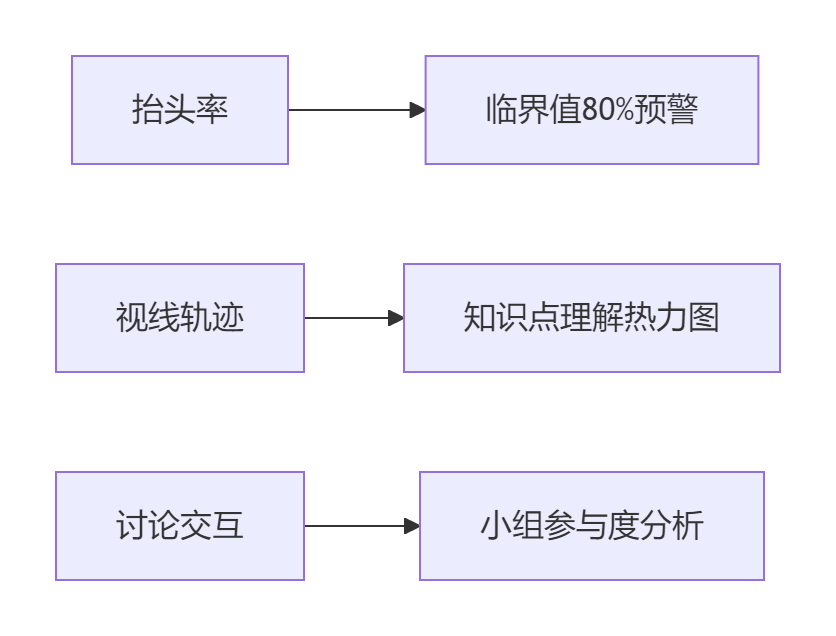 抬头率
临界值80%预警
视线轨迹
知识点理解热力图
讨论交互
小组参与度分析